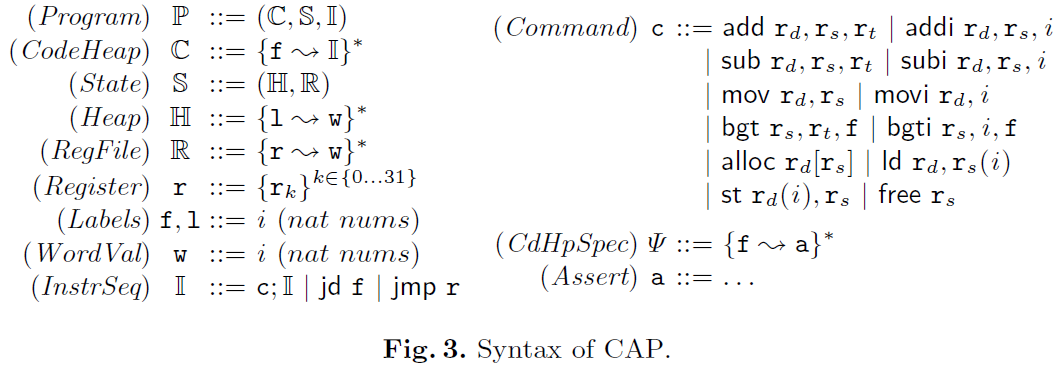 (Program) ℙ ::= (ℂ, 𝕊, 𝕀)
(CodeHeap) ℂ ::= {f ⤳ 𝕀}*
(State) 𝕊 ::= (ℍ, ℝ)
(Heap) ℍ ::= {l ⤳ w}*
(RegFile) ℝ ::= {r ⤳ w}*
(Register) r ::= {r_k}^{k∈{0...31}}
(Labels) f, l ::= i (nat nums)
(WordVal) w ::= i (nat nums)
(InstrSeq) 𝕀 ::= c; 𝕀 | jd f | jmp r
(Command) c ::= add r_d, r_s, r_t | addi r_d, r_s, i
| sub r_d, r_s, r_t | subi r_d, r_s, i
| mov r_d, r_s | movi r_d, i
| bgt r_s, r_t, f | bgti r_s, i, f
| alloc r_d[r_s] | ld r_d, r_s(i)
| st r_d(i), r_s | free r_s
(CdHpSpec) Ψ ::= {f ⤳ a}*
(Assert) a ::= ...
Fig. 3. Syntax of CAP.